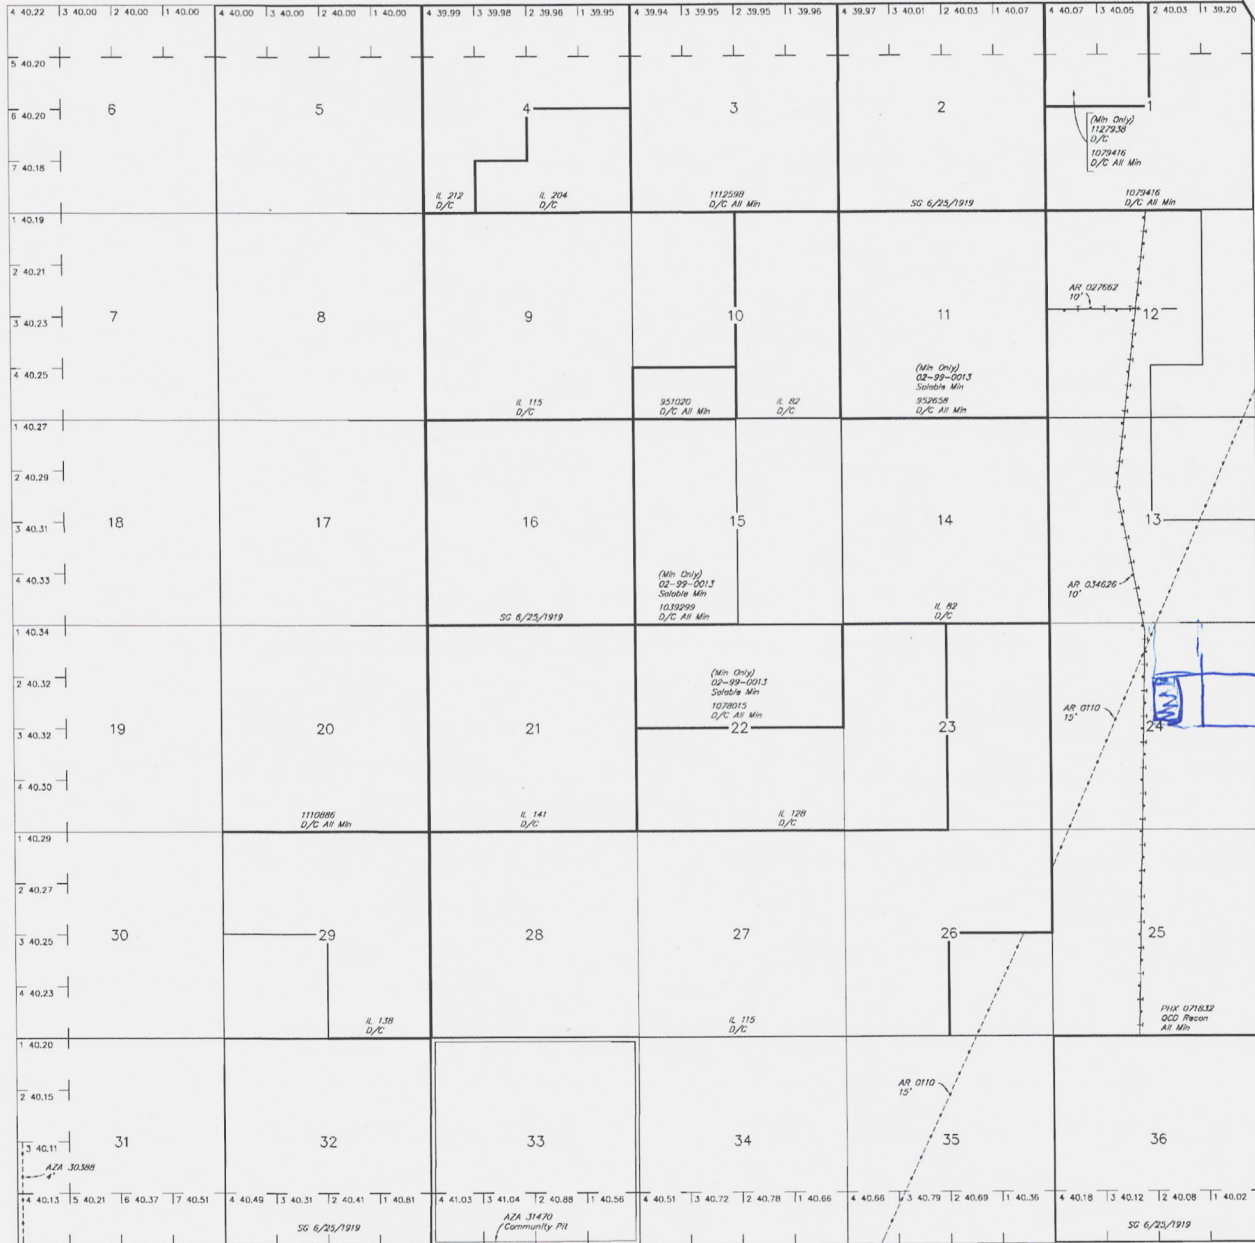 4 40.22 3 40.00 2 40.00 1 40.00 4 40.00 3 40.00 2 40.00 1 40.00 4 39.99 3 39.98 2 39.96 1 39.95 4 39.94 3 39.95 2 39.95 1 39.96 4 39.97 3 40.01 2 40.03 1 40.07 4 40.07 3 40.05 2 40.03 1 39.20
5 40.20
6 40.20 6 5 4 3 2 1
(Min Only)
1127938
D/C
1079416
D/C All Min
7 40.18
IL 212
D/C
IL 204
D/C
1112598
D/C All Min
SG 6/25/1919
1079416
D/C All Min
1 40.19
2 40.21
AR 027662
10'
3 40.23 7 8 9 10 11 12
4 40.25
(Min Only)
02-99-0013
Salable Min
IL 115
D/C
951020
D/C All Min
IL 82
D/C
952658
D/C All Min
1 40.27
2 40.29
3 40.31 18 17 16 15 14 13
4 40.33
(Min Only)
02-99-0013
Salable Min
AR 034626
10'
SG 6/25/1919
1039299
D/C All Min
IL 82
D/C
1 40.34
2 40.32
(Min Only)
02-99-0013
Salable Min
1078015
D/C All Min
AR 0110
15'
3 40.32 19 20 21 22 23 24
4 40.30
1110886
D/C All Min
IL 141
D/C
IL 128
D/C
1 40.29
2 40.27
3 40.25 30 29 28 27 26 25
4 40.23
IL 138
D/C
IL 115
D/C
PHX 071832
QCD Recon
All Min
1 40.20
2 40.15
AR 0110
15'
3 40.11 31 32 33 34 35 36
AZA 30388
4'
4 40.13 5 40.21 6 40.37 7 40.51 4 40.49 3 40.31 2 40.41 1 40.81 4 41.03 3 41.04 2 40.88 1 40.56 4 40.51 3 40.72 2 40.78 1 40.66 4 40.66 3 40.79 2 40.69 1 40.36 4 40.18 3 40.12 2 40.08 1 40.02
SG 6/25/1919
AZA 31470
Community Pit
SG 6/25/1919